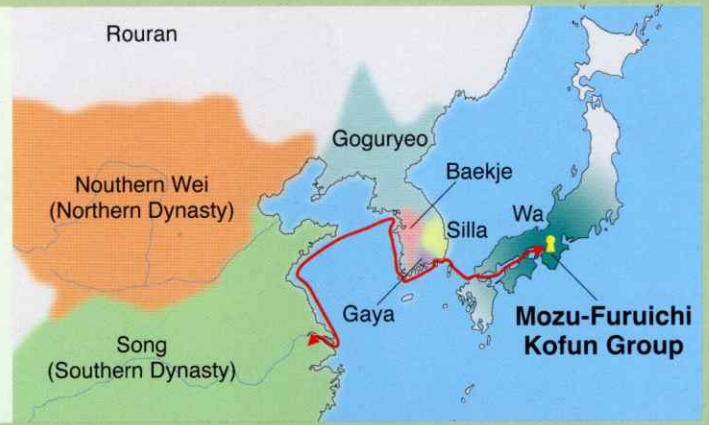 Rouran
Goguryeo
Nouthern Wei
(Northern Dynasty)
Baekje
Silla
Wa
Gaya
Song
(Southern Dynasty)
Mozu-Furuichi
Kofun Group